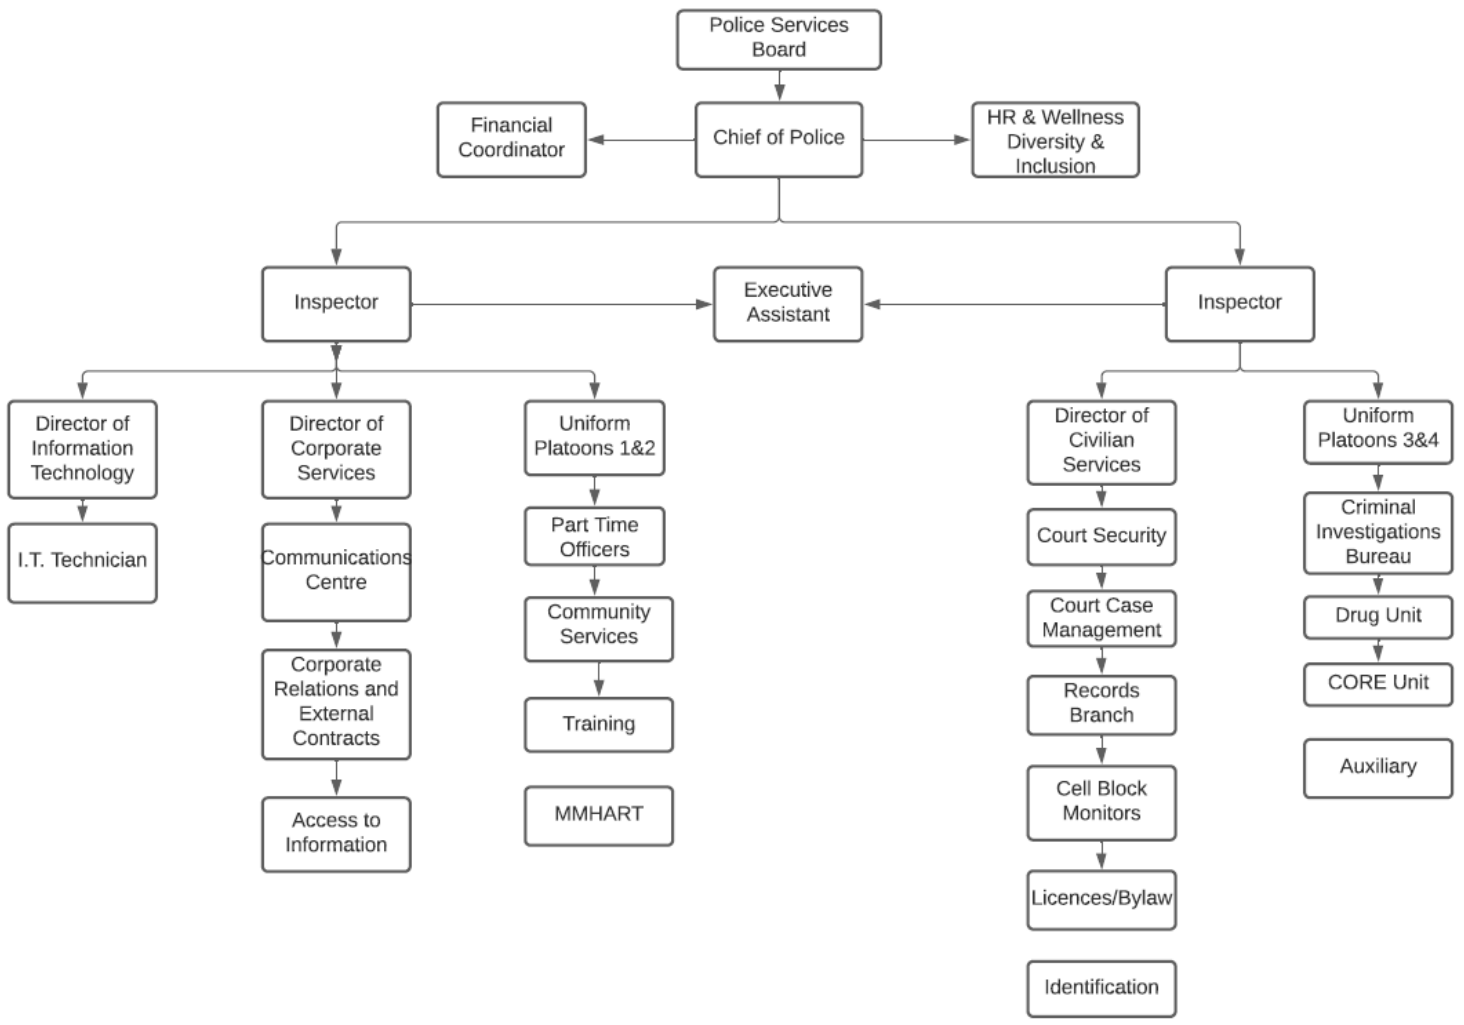 Police Services
Board
Financial
Coordinator
Chief of Police
HR & Wellness
Diversity &
Inclusion
Inspector
Executive
Assistant
Inspector
Director of
Information
Technology
I.T. Technician
Director of
Corporate
Services
Communications
Centre
Corporate
Relations and
External
Contracts
Access to
Information
Uniform
Platoons 1&2
Part Time
Officers
Community
Services
Training
MMHART
Director of
Civilian
Services
Court Security
Court Case
Management
Records
Branch
Cell Block
Monitors
Licences/Bylaw
Identification
Uniform
Platoons 3&4
Criminal
Investigations
Bureau
Drug Unit
CORE Unit
Auxiliary